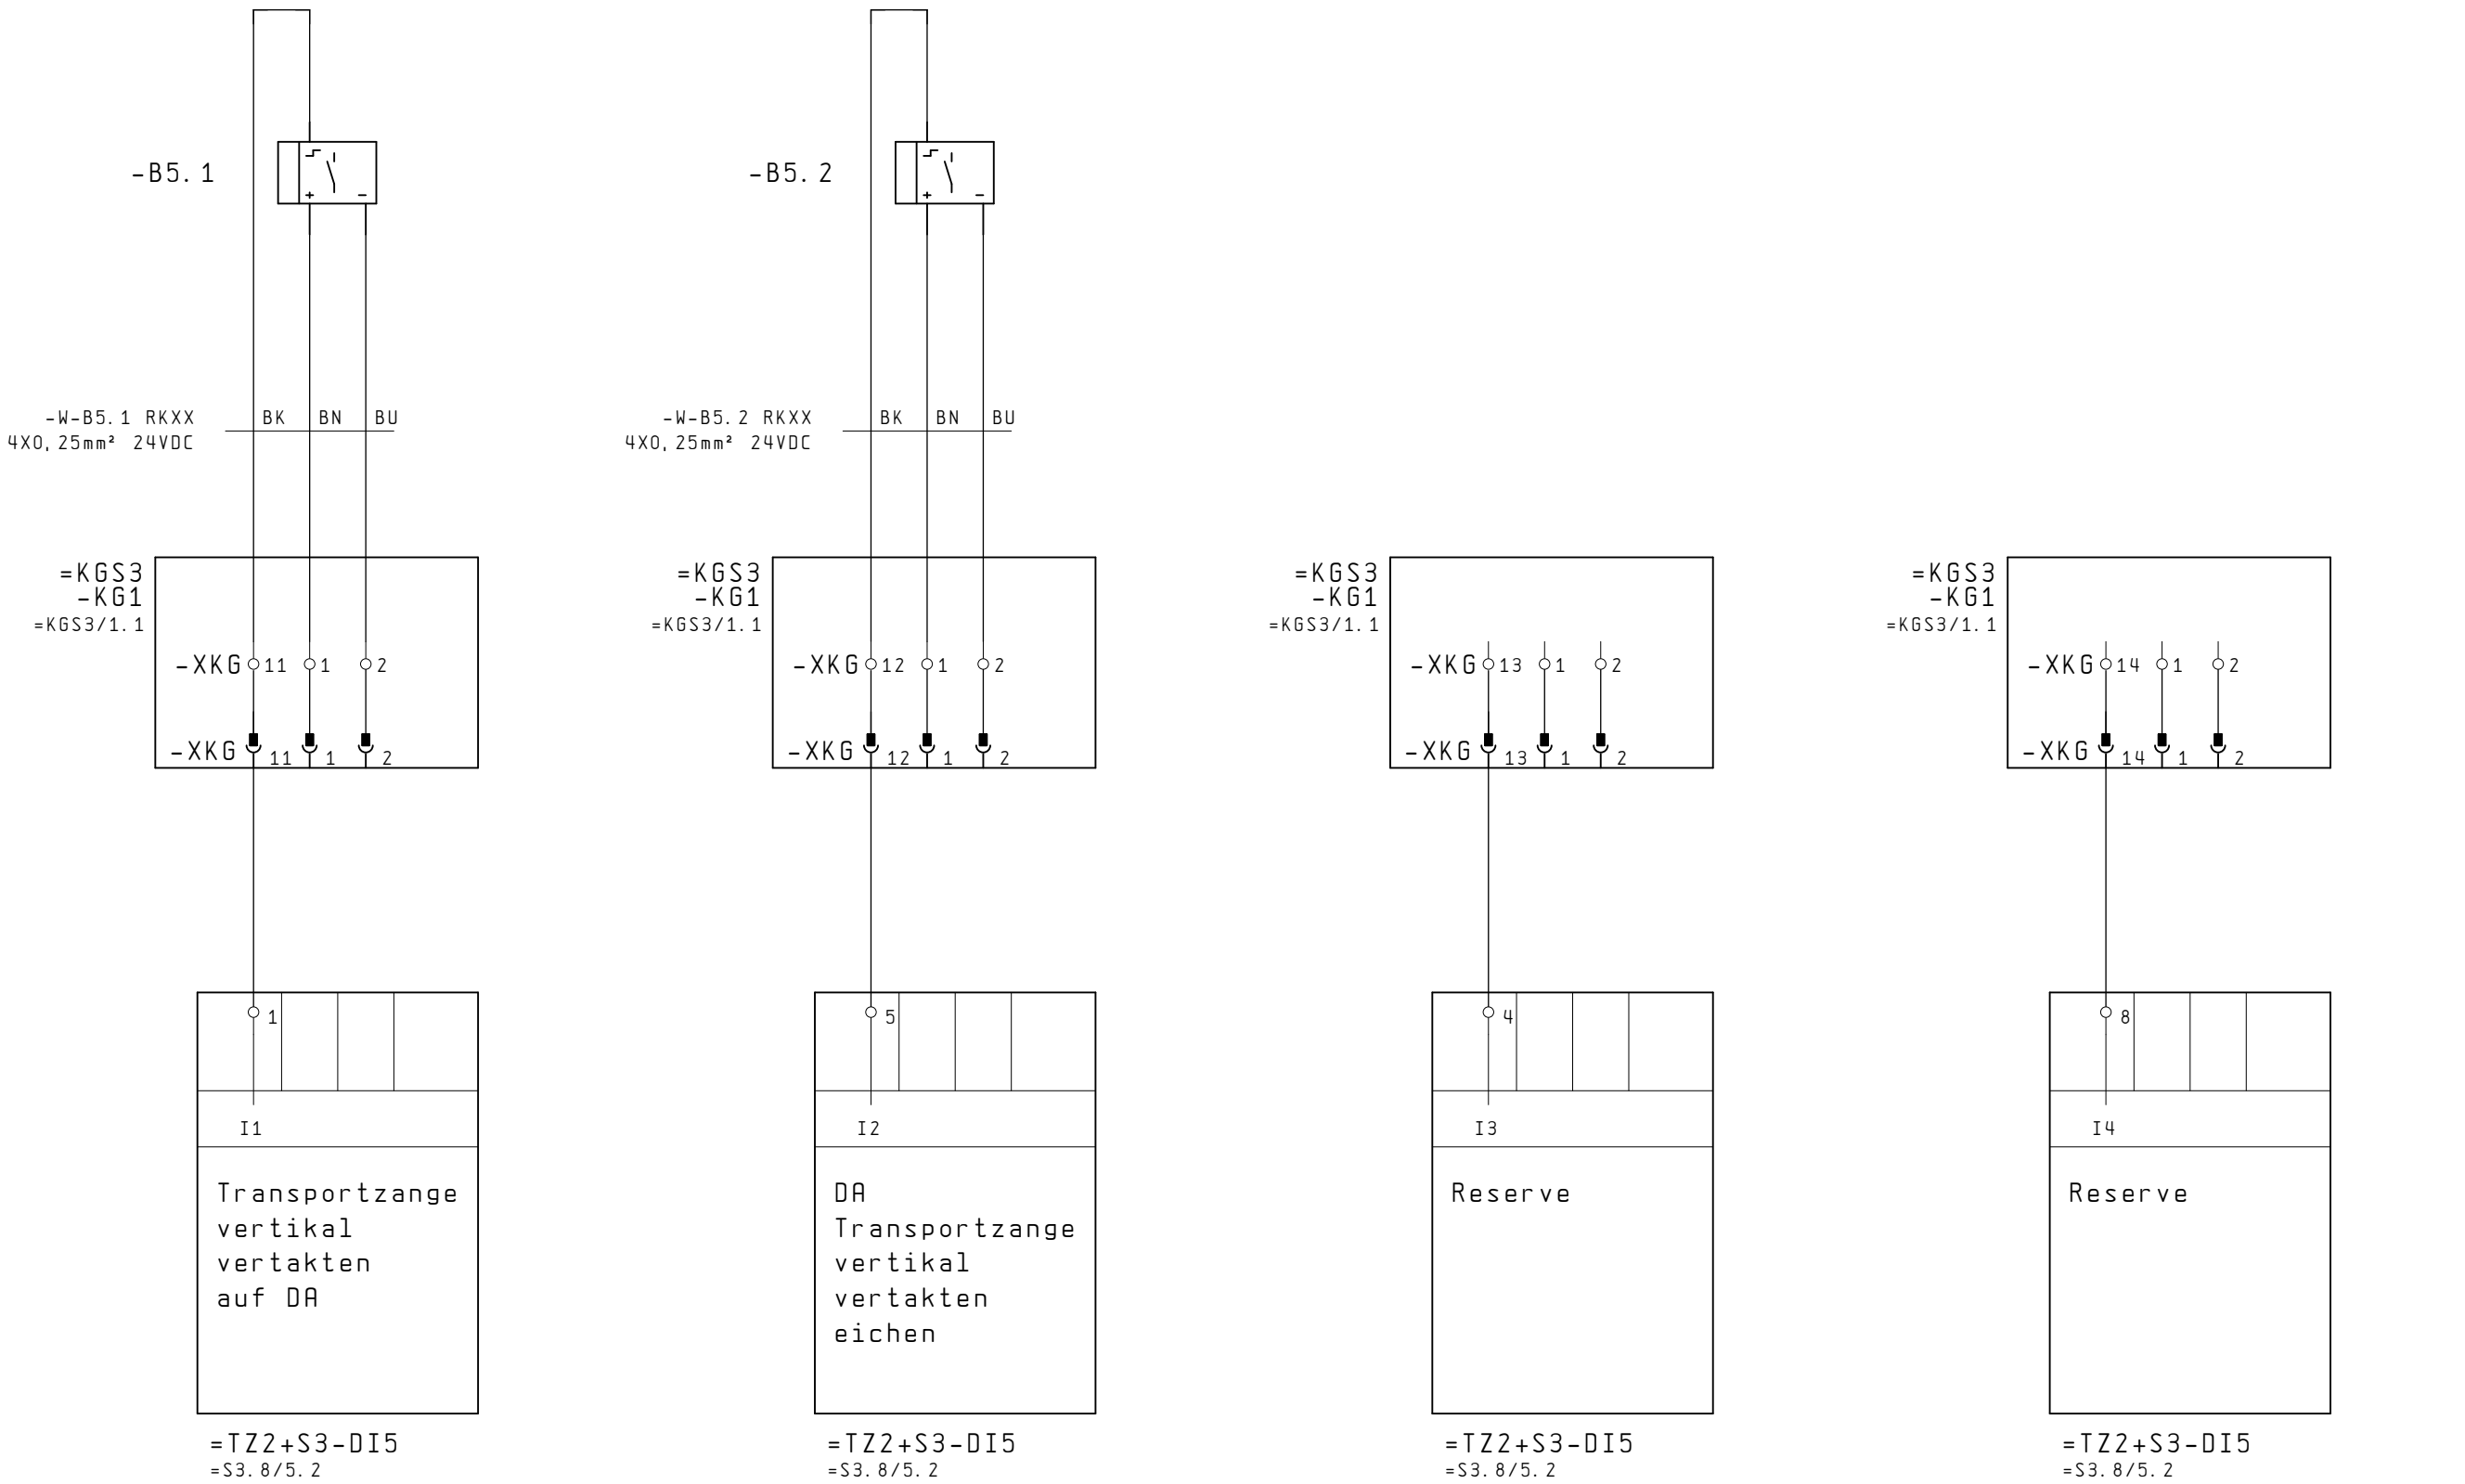 -B5.1
-B5.2
-W-B5.1 RKXX
4X0,25mm² 24VDC
BK BN BU
-W-B5.2 RKXX
4X0,25mm² 24VDC
BK BN BU
=KGS3
-KG1
=KGS3/1.1
-XKG 11 1 2
-XKG 11 1 2
=KGS3
-KG1
=KGS3/1.1
-XKG 12 1 2
-XKG 12 1 2
=KGS3
-KG1
=KGS3/1.1
-XKG 13 1 2
-XKG 13 1 2
=KGS3
-KG1
=KGS3/1.1
-XKG 14 1 2
-XKG 14 1 2
1
I1
Transportzange
vertikal
vertakten
auf DA
=TZ2+S3-DI5
=S3.8/5.2
5
I2
DA
Transportzange
vertikal
vertakten
eichen
=TZ2+S3-DI5
=S3.8/5.2
4
I3
Reserve
=TZ2+S3-DI5
=S3.8/5.2
8
I4
Reserve
=TZ2+S3-DI5
=S3.8/5.2